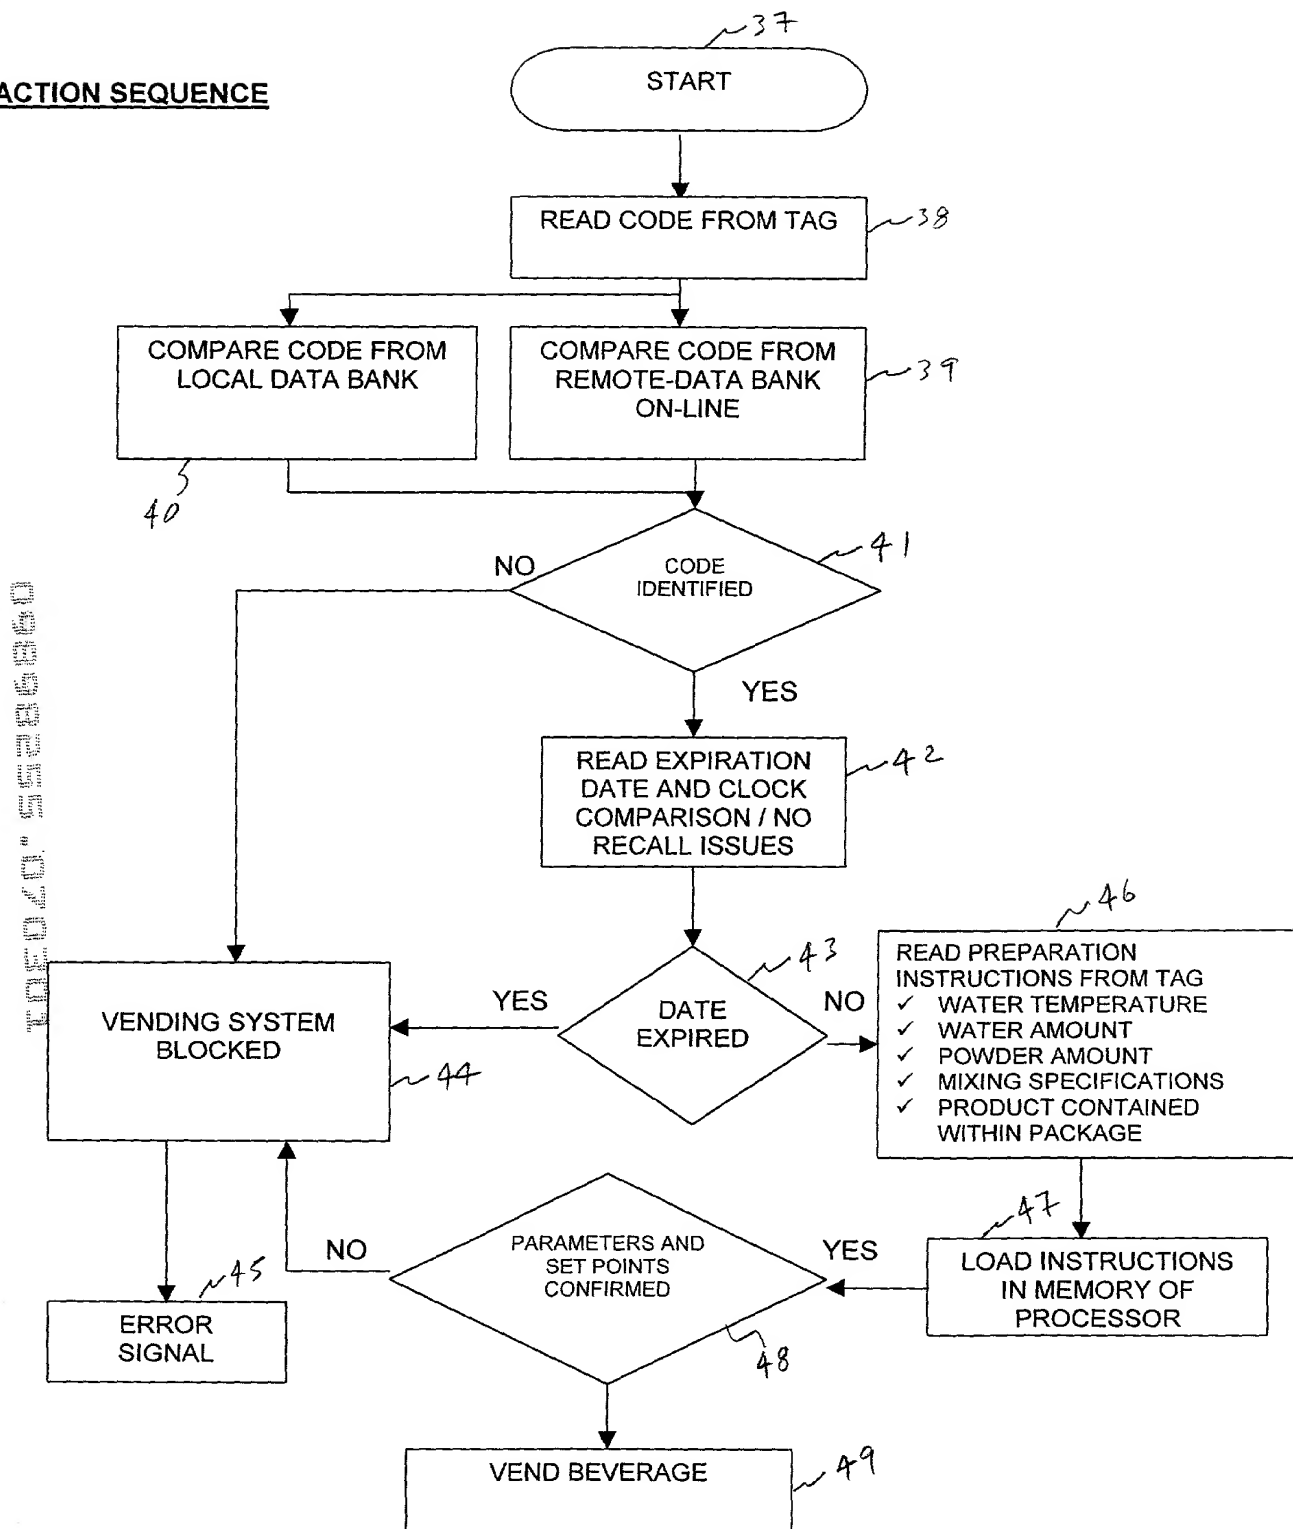 ACTION SEQUENCE
37
START
READ CODE FROM TAG
38
COMPARE CODE FROM
LOCAL DATA BANK
40
COMPARE CODE FROM
REMOTE-DATA BANK
ON-LINE
39
CODE
IDENTIFIED
41
NO
YES
READ EXPIRATION
DATE AND CLOCK
COMPARISON / NO
RECALL ISSUES
42
DATE
EXPIRED
43
YES
NO
VENDING SYSTEM
BLOCKED
44
46
READ PREPARATION
INSTRUCTIONS FROM TAG
✓ WATER TEMPERATURE
✓ WATER AMOUNT
✓ POWDER AMOUNT
✓ MIXING SPECIFICATIONS
✓ PRODUCT CONTAINED
WITHIN PACKAGE
47
LOAD INSTRUCTIONS
IN MEMORY OF
PROCESSOR
YES
PARAMETERS AND
SET POINTS
CONFIRMED
48
NO
45
ERROR
SIGNAL
VEND BEVERAGE
49
09898255.070301